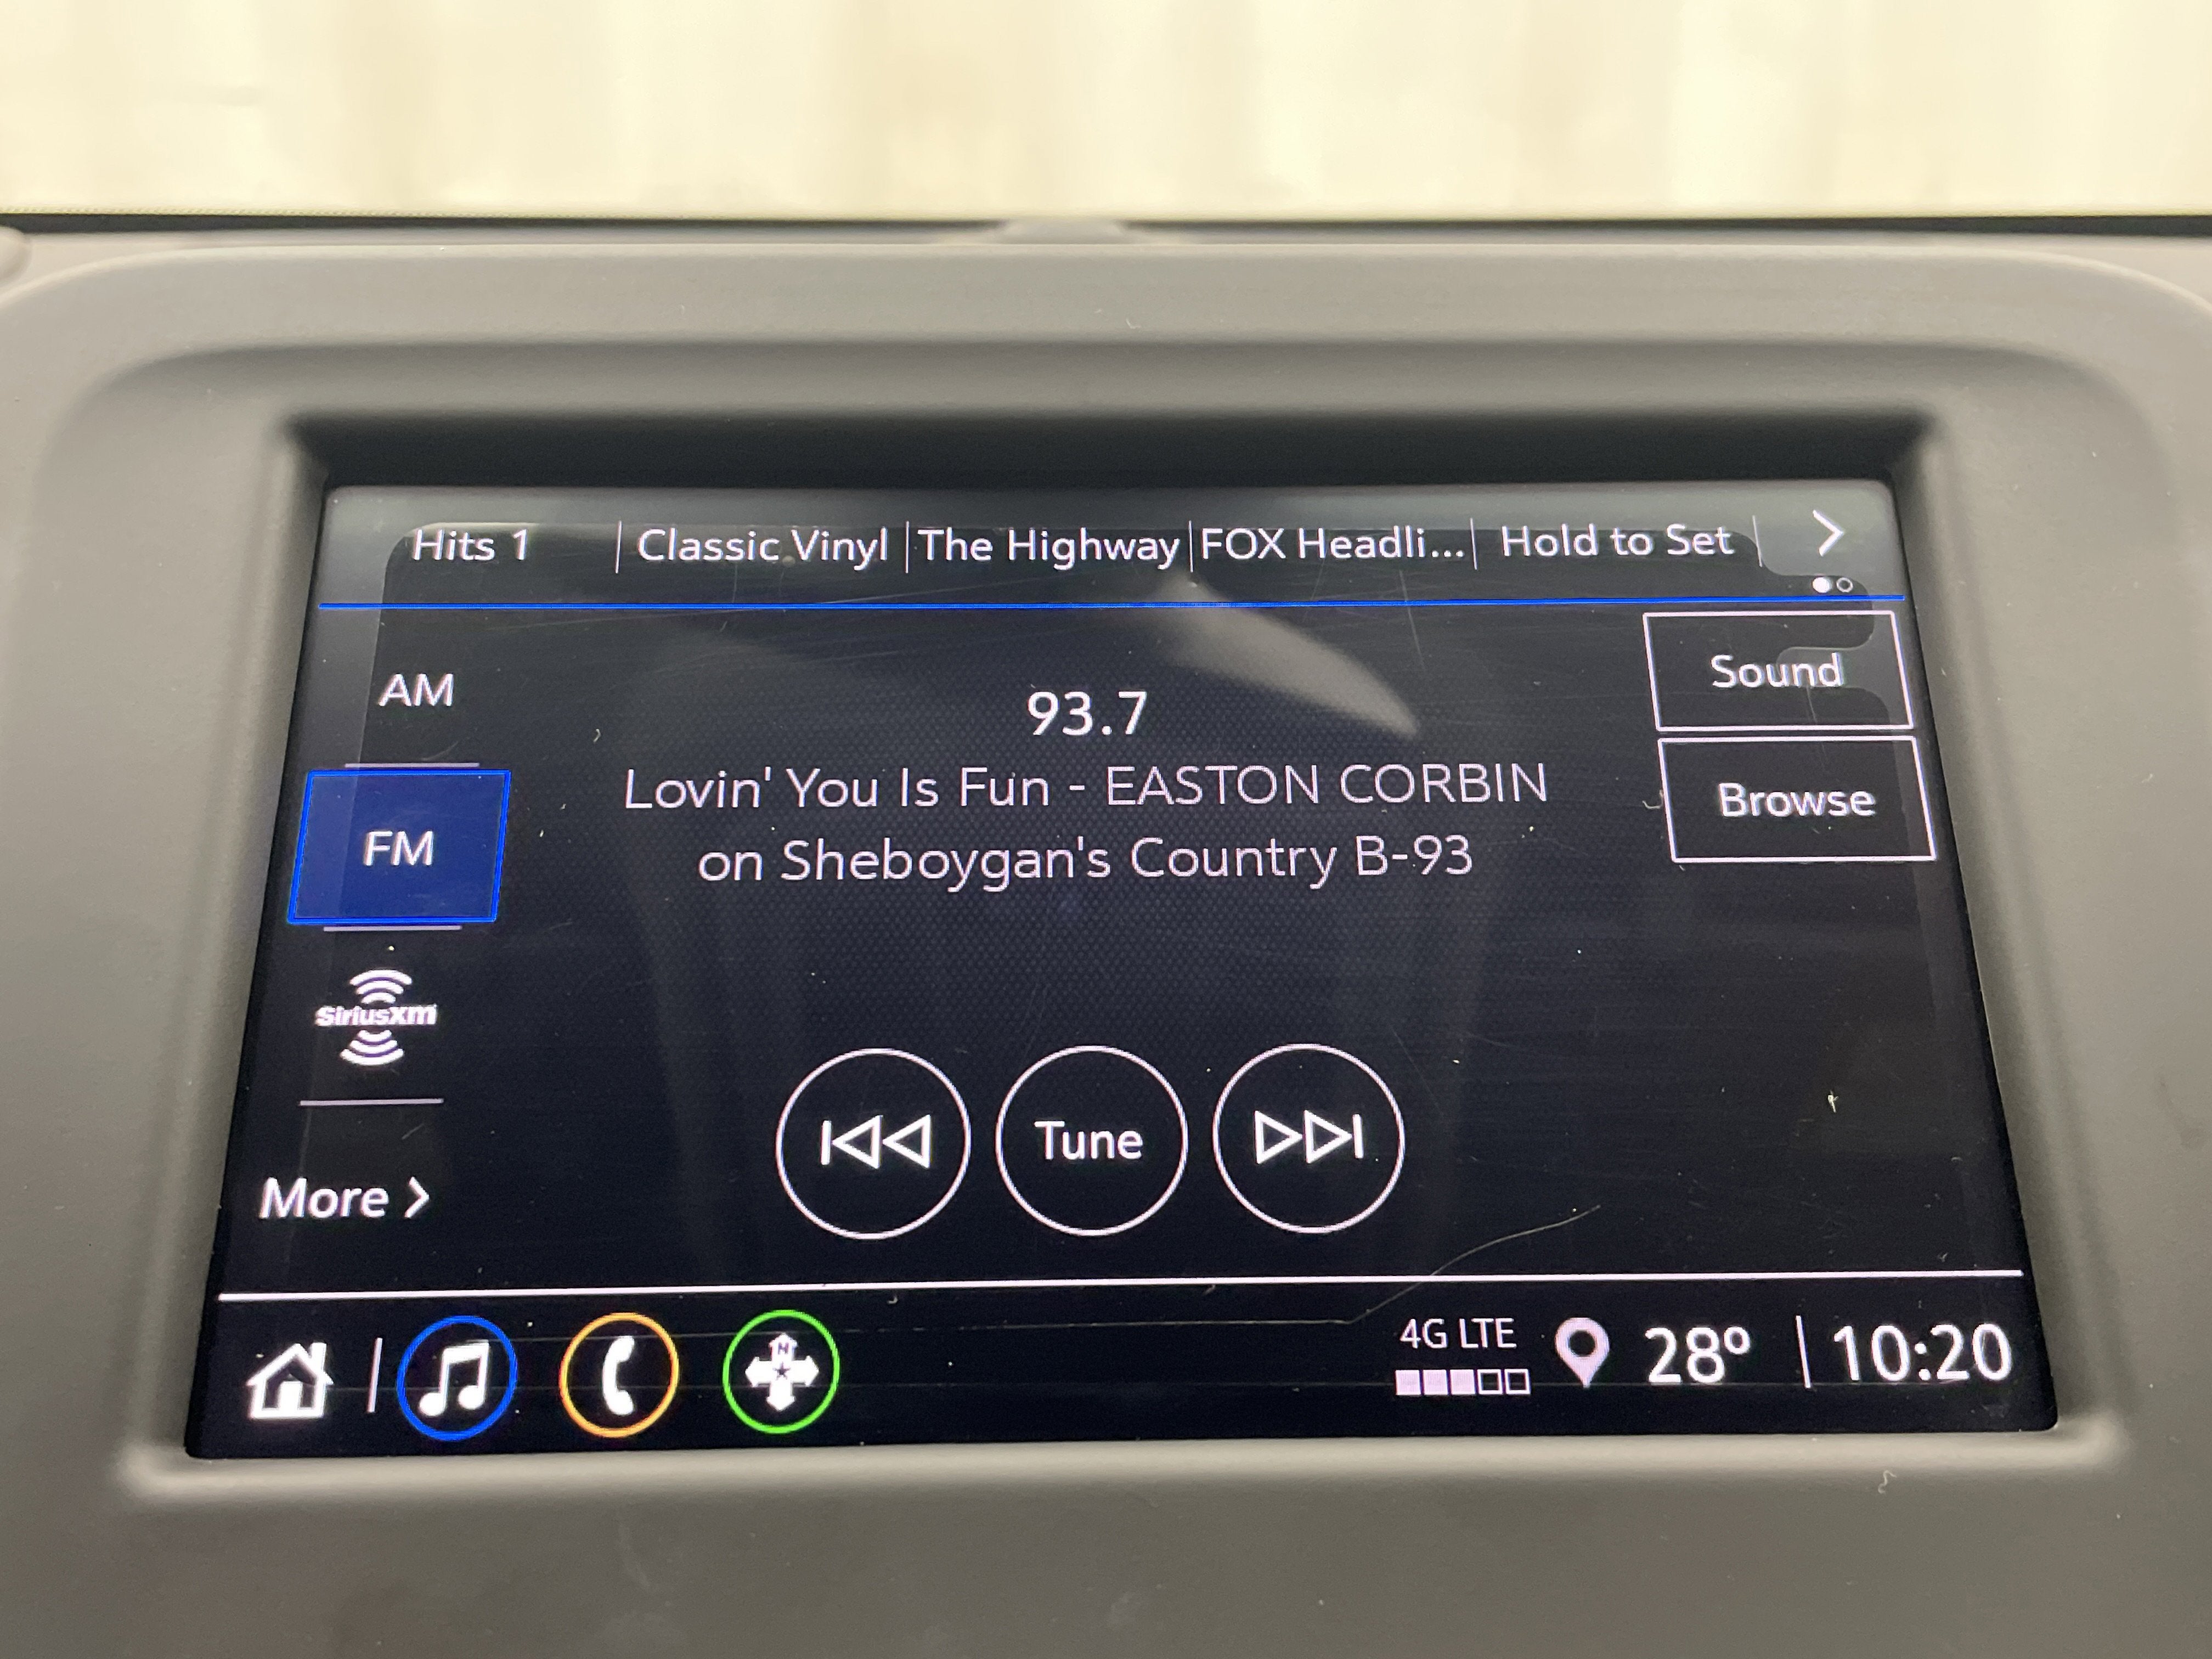 Hits 1 Classic Vinyl The Highway FOX Headli... Hold to Set
AM
Sound
93.7
Browse
Lovin' You Is Fun - EASTON CORBIN
on Sheboygan's Country B-93
FM
SiriusXM
Tune
More
N
4G LTE 28° 10:20